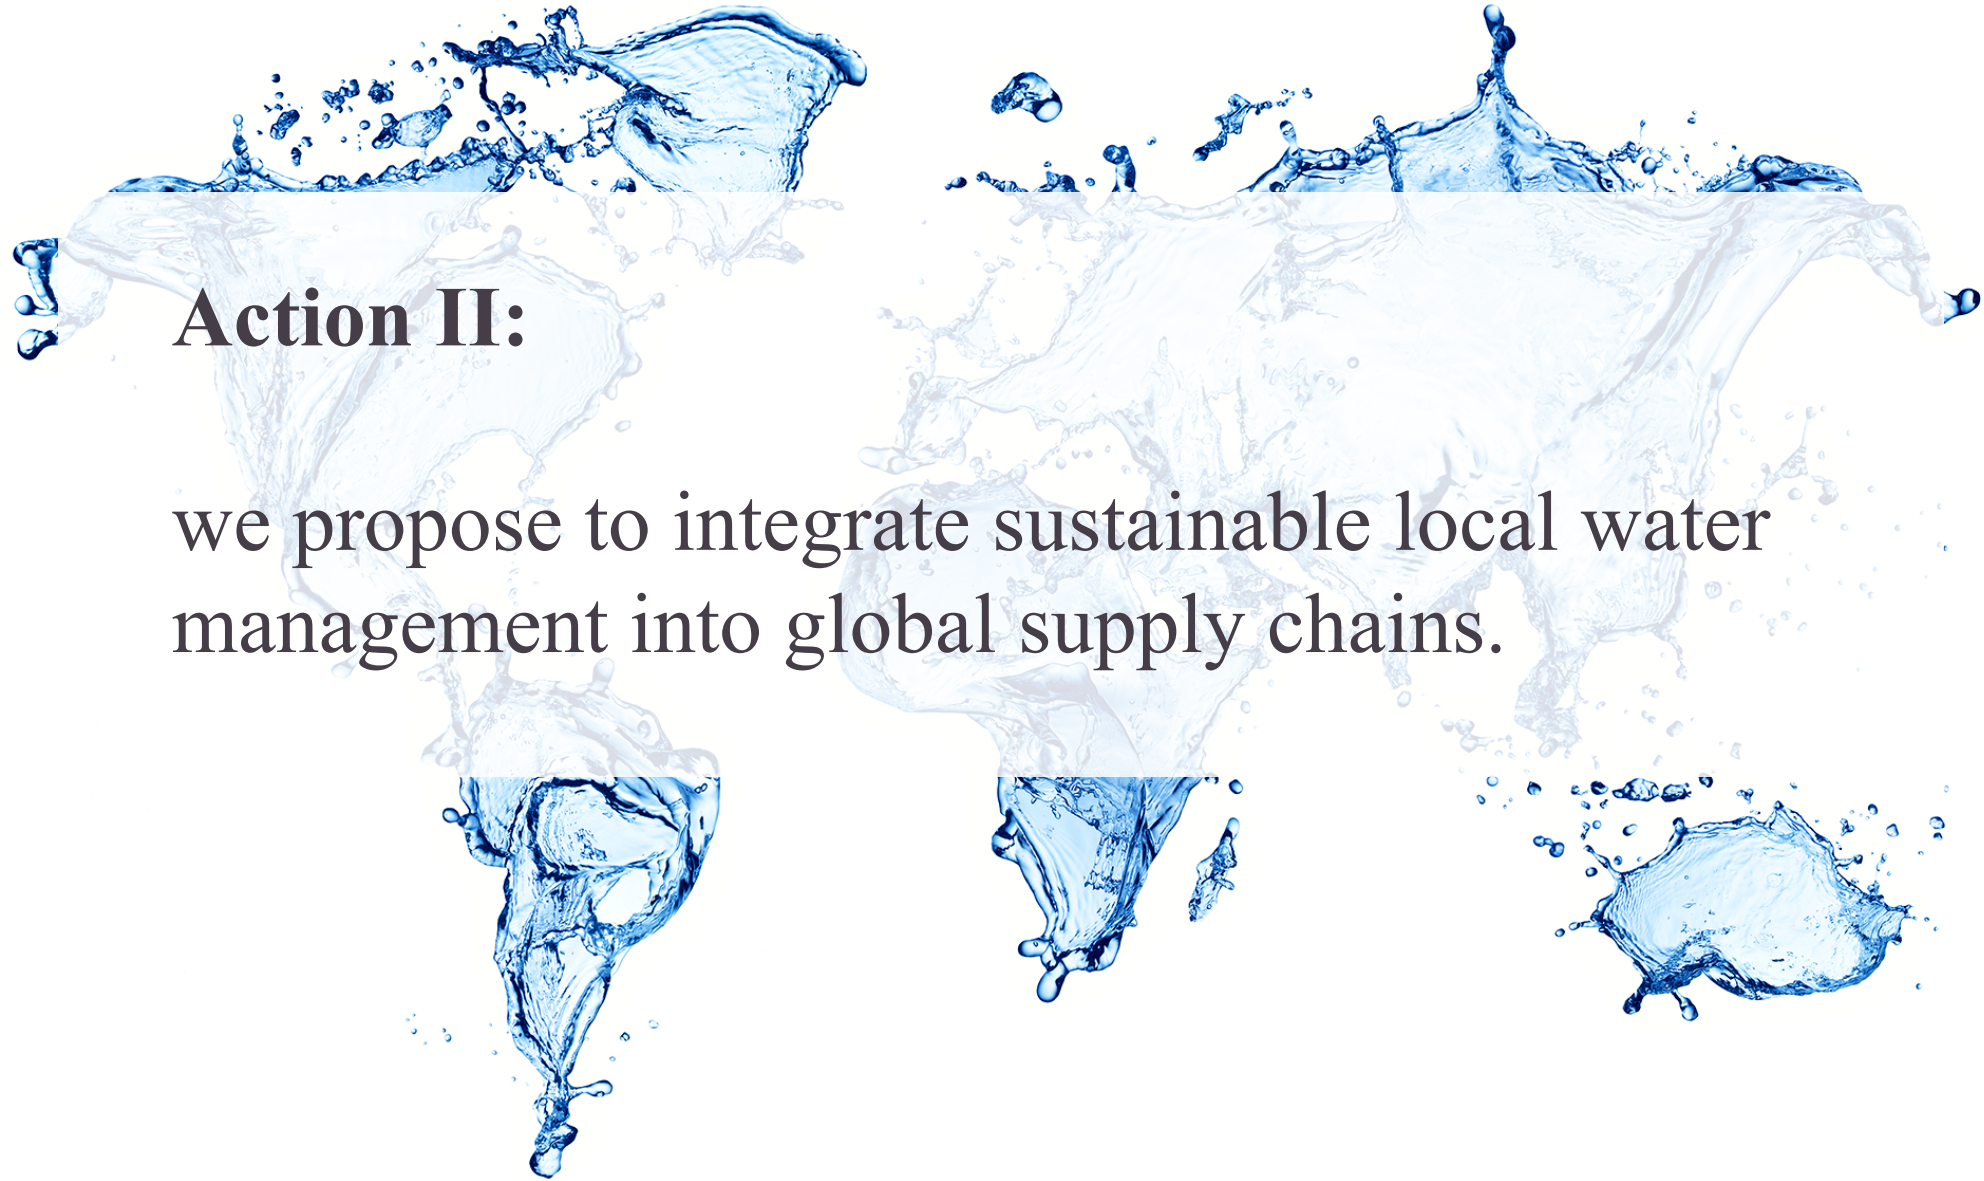 Action II:
we propose to integrate sustainable local water
management into global supply chains.